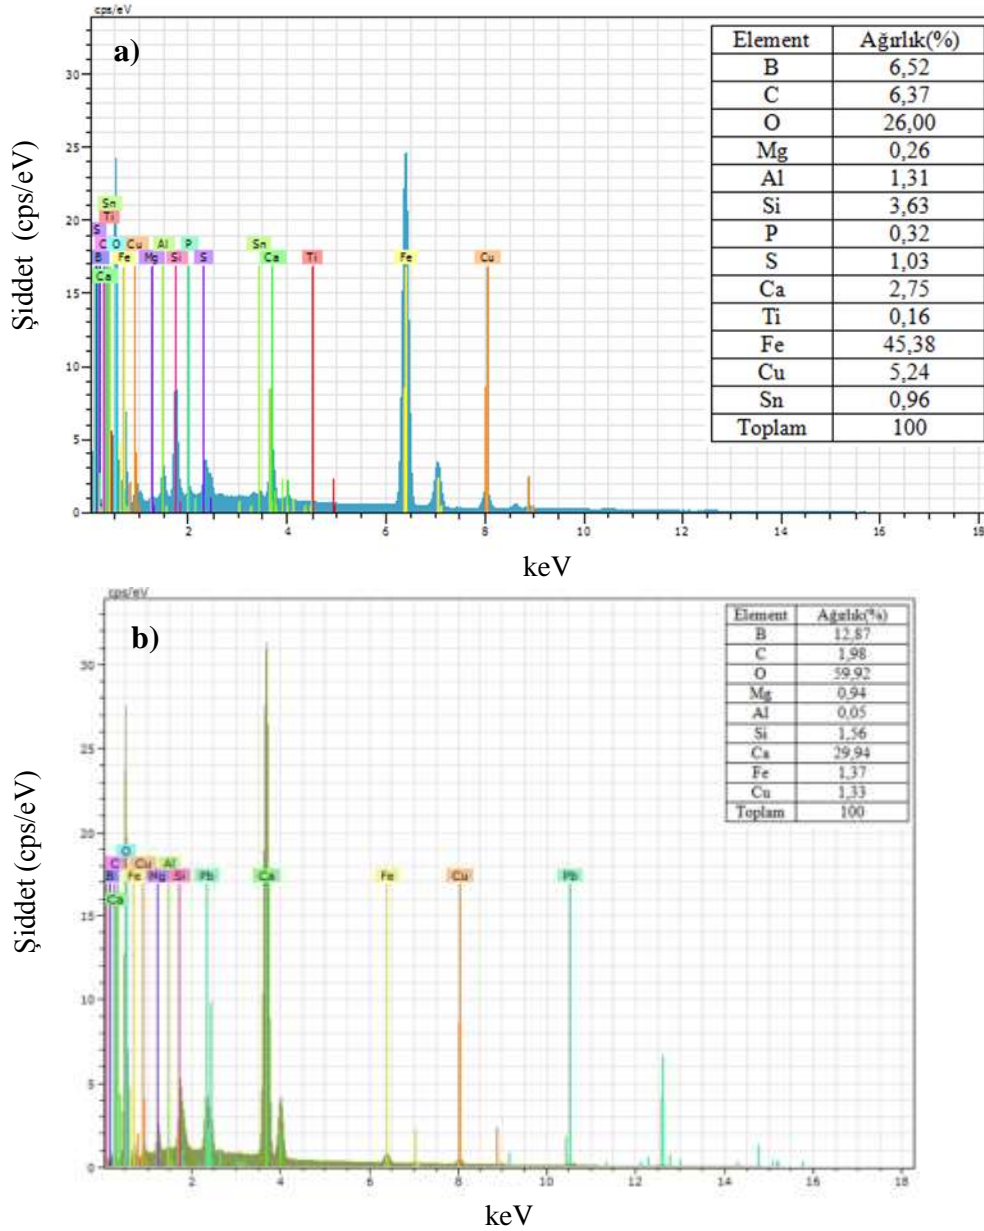 cps/eV
a)
Element Ağırlık(%)
B 6,52
C 6,37
O 26,00
Mg 0,26
Al 1,31
Si 3,63
P 0,32
S 1,03
Ca 2,75
Ti 0,16
Fe 45,38
Cu 5,24
Sn 0,96
Toplam 100
Şiddet (cps/eV)
30
25
20
15
10
5
0
Sn
Ti
S
C O Cu Al P Sn
B Fe Mg Si S Ca Ti Fe Cu
Ca
2 4 6 8 10 12 14 16 18
keV
cps/eV
b)
Element Ağırlık(%)
B 12,87
C 1,98
O 59,92
Mg 0,94
Al 0,05
Si 1,56
Ca 29,94
Fe 1,37
Cu 1,33
Toplam 100
Şiddet (cps/eV)
30
25
20
15
10
5
0
O
C Cu Al
B Fe Mg Si Pb Ca Fe Cu Pb
Ca
2 4 6 8 10 12 14 16 18
keV